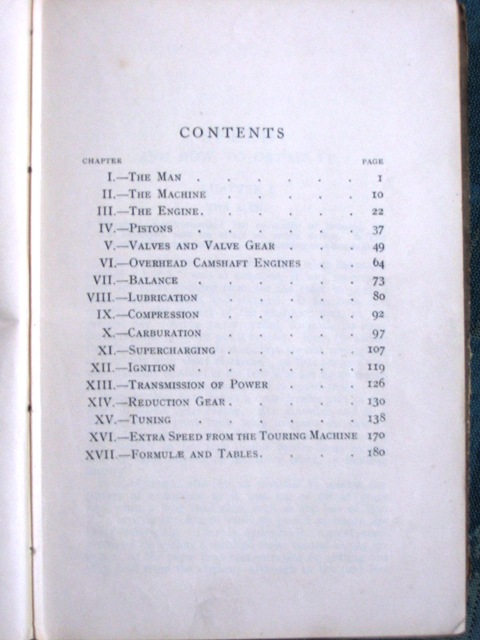 CONTENTS
CHAPTER PAGE
I.—THE MAN . . . . . . 1
II.—THE MACHINE . . . . . 10
III.—THE ENGINE. . . . . . 22
IV.—PISTONS . . . . . . 37
V.—VALVES AND VALVE GEAR . . . 49
VI.—OVERHEAD CAMSHAFT ENGINES . . 64
VII.—BALANCE . . . . . . 73
VIII.—LUBRICATION . . . . . 80
IX.—COMPRESSION . . . . . 92
X.—CARBURATION . . . . . 97
XI.—SUPERCHARGING . . . . . 107
XII.—IGNITION . . . . . . 119
XIII.—TRANSMISSION OF POWER . . . 126
XIV.—REDUCTION GEAR . . . . . 130
XV.—TUNING . . . . . . 138
XVI.—EXTRA SPEED FROM THE TOURING MACHINE 170
XVII.—FORMULÆ AND TABLES. . . . 180